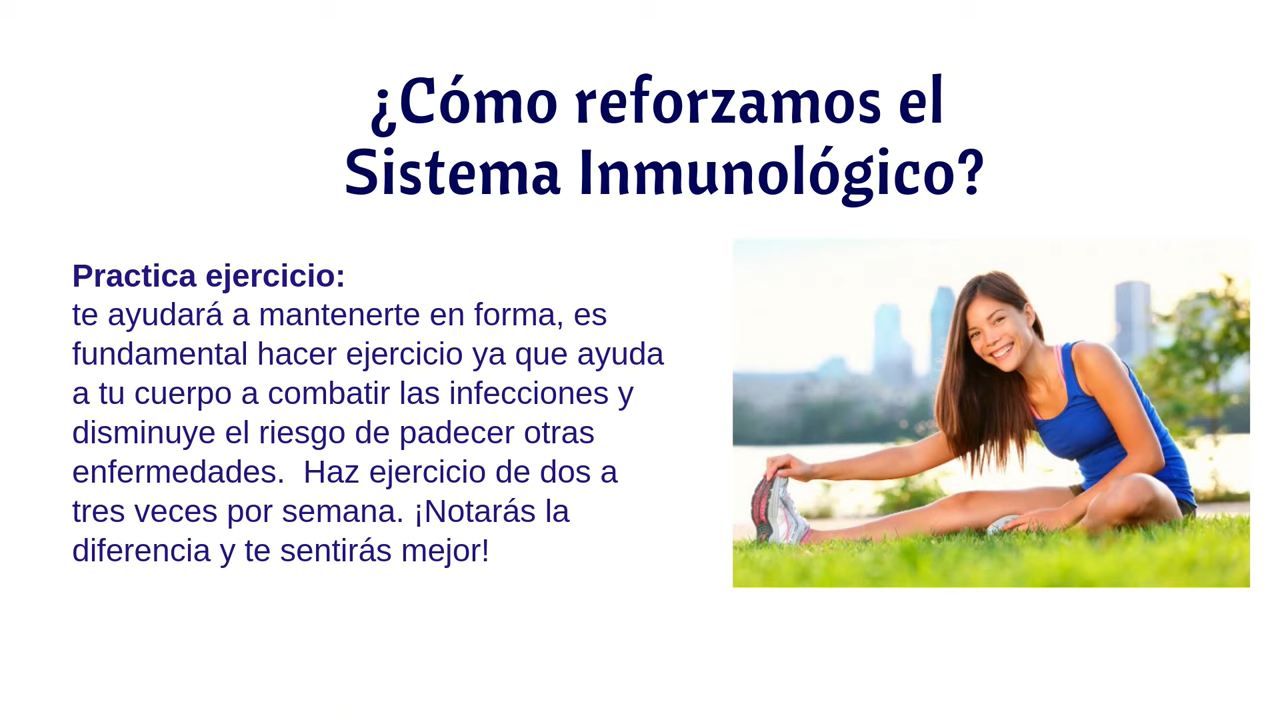 ¿Cómo reforzamos el
Sistema Inmunológico?
Practica ejercicio:
te ayudará a mantenerte en forma, es
fundamental hacer ejercicio ya que ayuda
a tu cuerpo a combatir las infecciones y
disminuye el riesgo de padecer otras
enfermedades.  Haz ejercicio de dos a
tres veces por semana. ¡Notarás la
diferencia y te sentirás mejor!